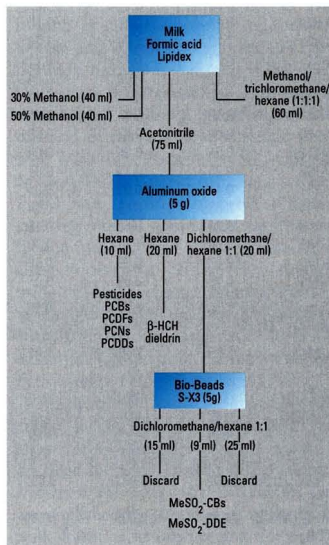 Milk
Formic acid
Lipidex
30% Methanol (40 ml)
50% Methanol (40 ml)
Methanol/
trichloromethane/
hexane (1:1:1)
(60 ml)
Acetonitrile
(75 ml)
Aluminum oxide
(5 g)
Hexane
(10 ml)
Hexane
(20 ml)
Dichloromethane/
hexane 1:1 (20 ml)
Pesticides
PCBs
PCDFs
PCNs
PCDDs
β-HCH
dieldrin
Bio-Beads
S-X3 (5g)
Dichloromethane/hexane 1:1
(15 ml) (9 ml) (25 ml)
Discard Discard
MeSO₂-CBs
MeSO₂-DDE